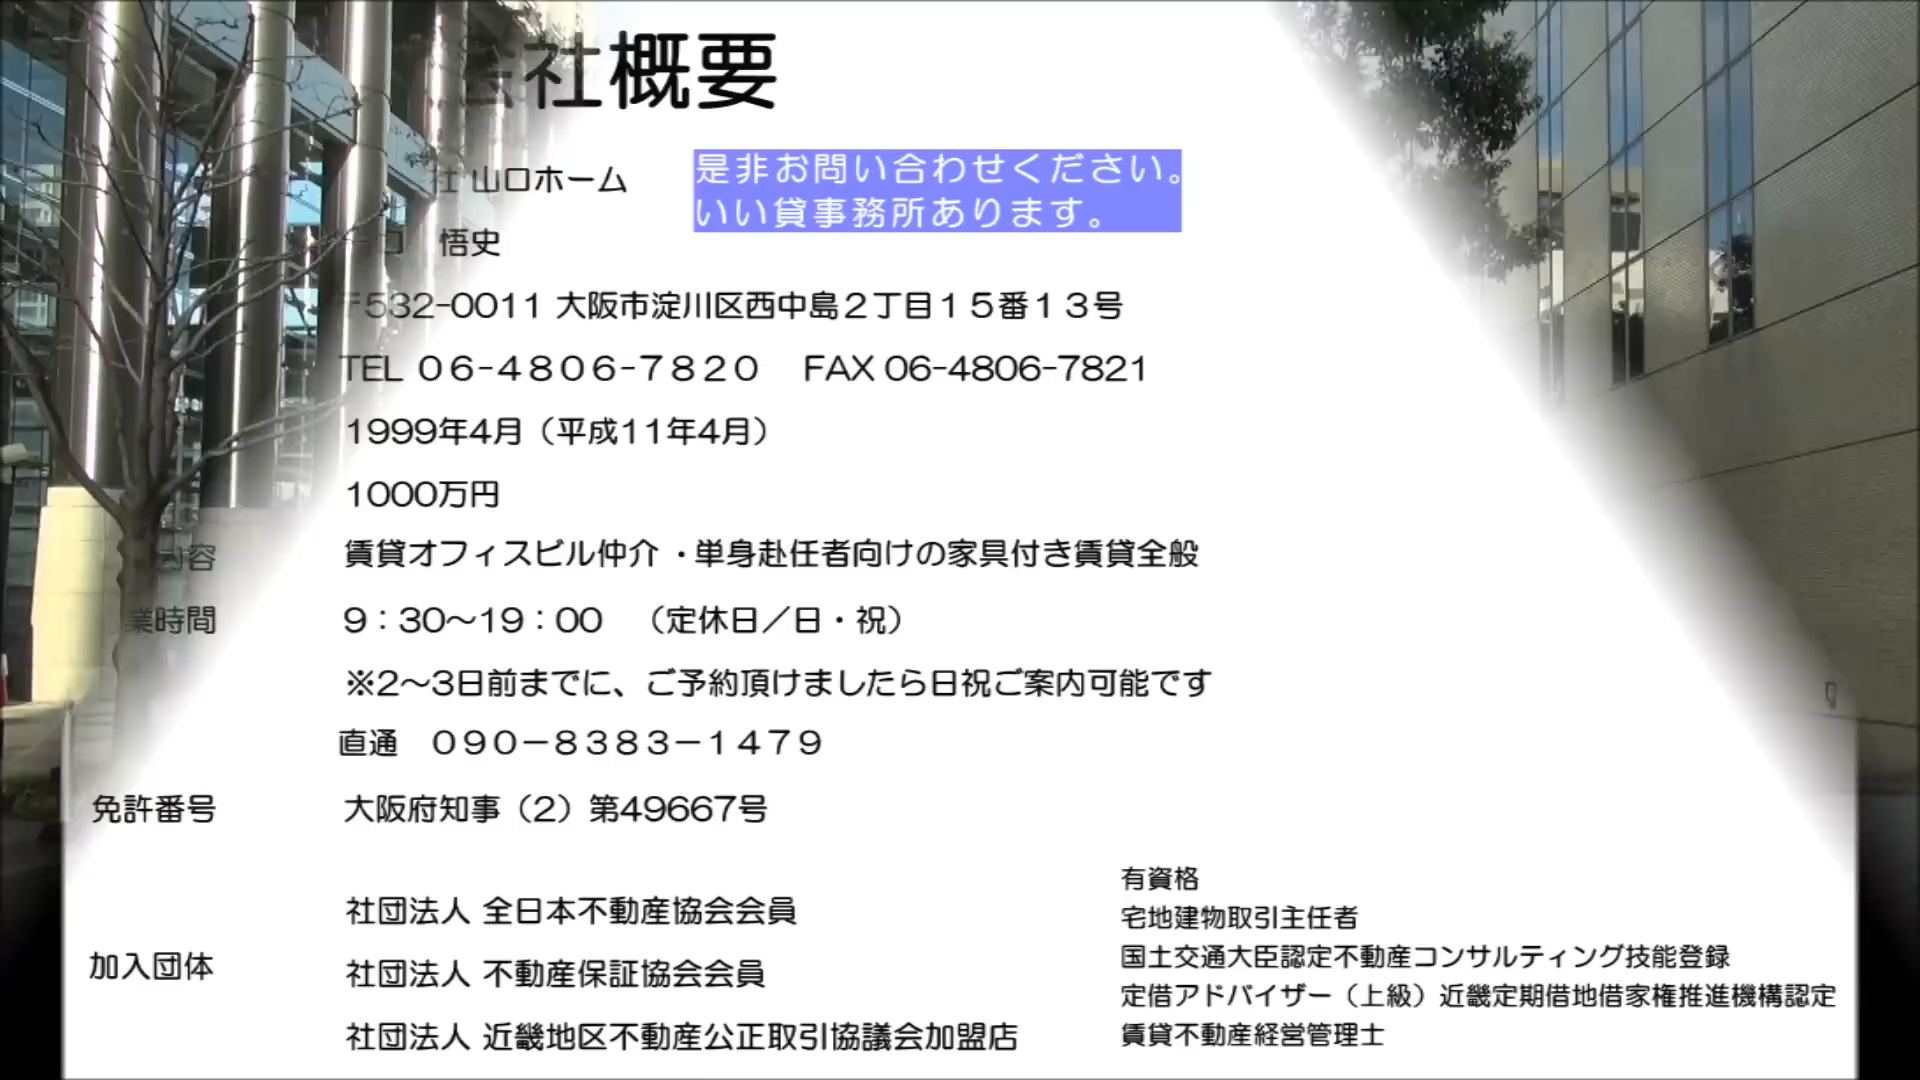 会社概要
社 山口ホーム
是非お問い合わせください。
いい貸事務所あります。
口 悟史
〒532-0011 大阪市淀川区西中島２丁目１５番１３号
TEL ０６-４８０６-７８２０ FAX 06-4806-7821
1999年4月（平成11年4月）
1000万円
内容 賃貸オフィスビル仲介 ・単身赴任者向けの家具付き賃貸全般
業時間 9：30～19：00 （定休日／日・祝）
※2～3日前までに、ご予約頂けましたら日祝ご案内可能です
直通 ０９０－８３８３－１４７９
免許番号 大阪府知事（2）第49667号
加入団体
社団法人 全日本不動産協会会員
社団法人 不動産保証協会会員
社団法人 近畿地区不動産公正取引協議会加盟店
有資格
宅地建物取引主任者
国土交通大臣認定不動産コンサルティング技能登録
定借アドバイザー（上級）近畿定期借地借家権推進機構認定
賃貸不動産経営管理士